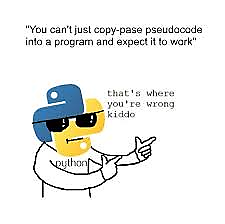 "You can't just copy-pase pseudocode
into a program and expect it to work"
that's where
you're wrong
kiddo
python